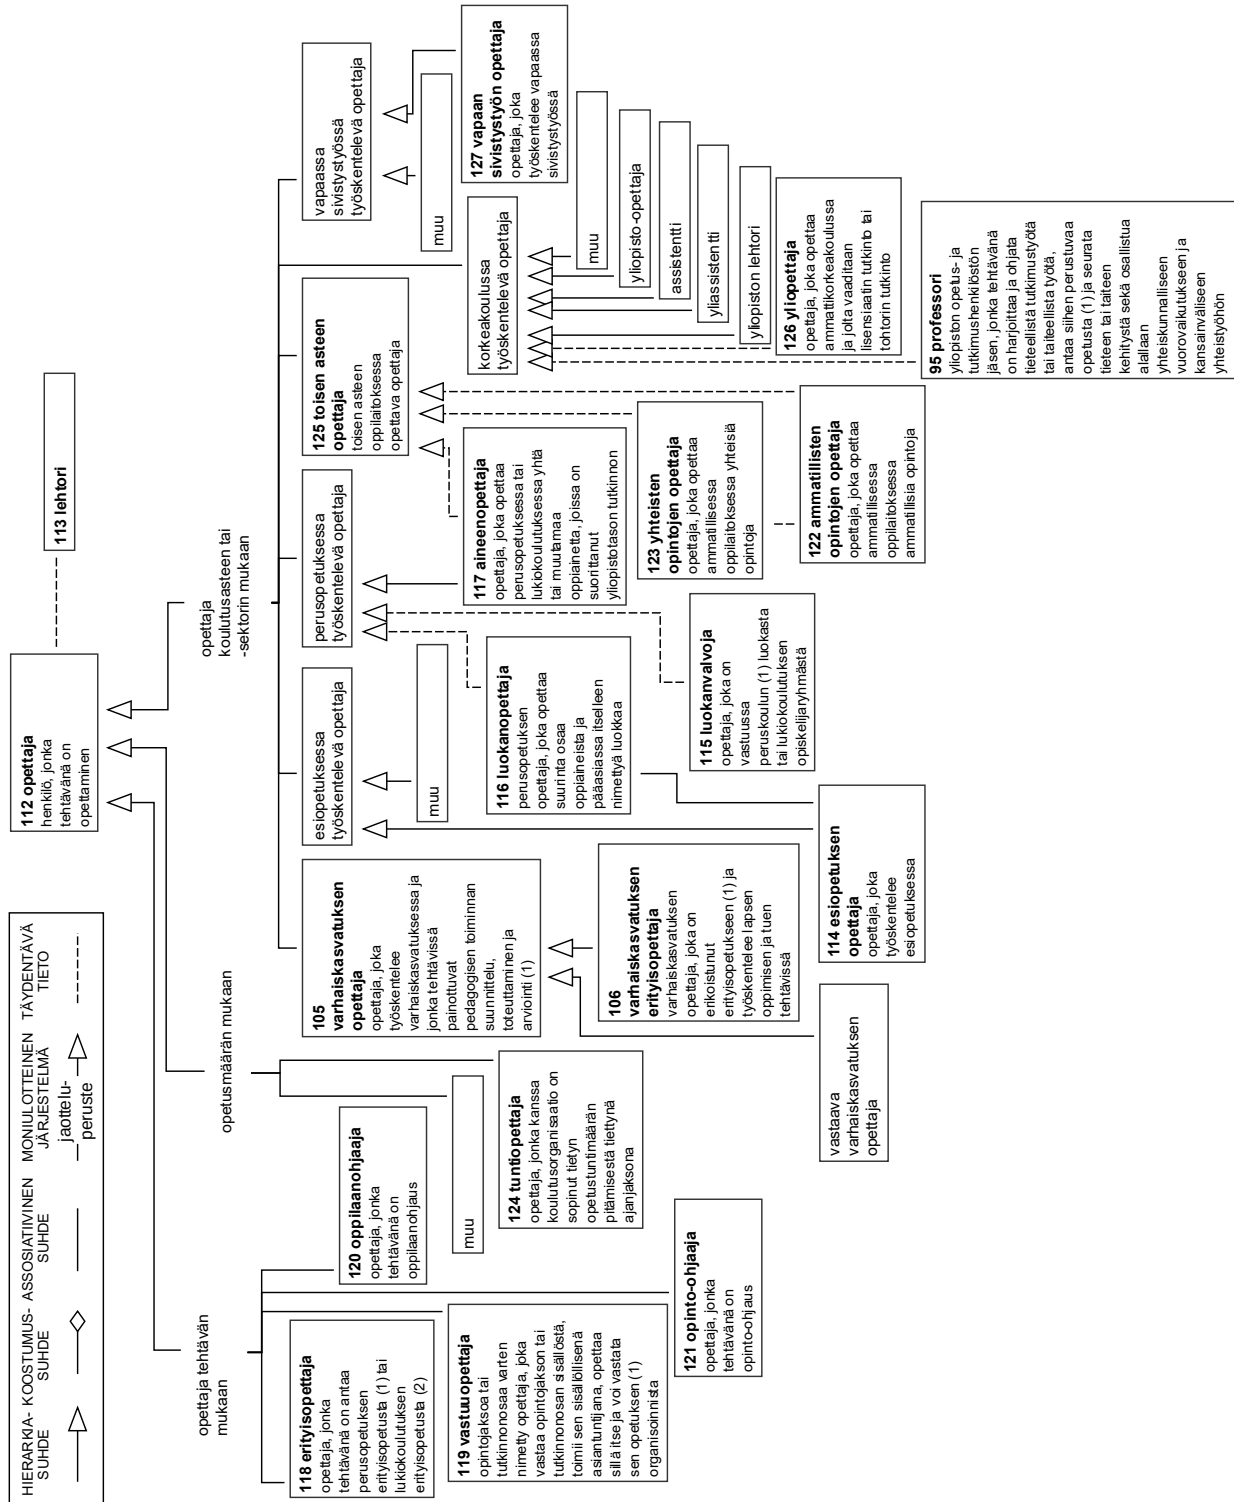 HIERARKIA-
SUHDE
KOOSTUMUS-
SUHDE
ASSOSIATIIVINEN
SUHDE
MONIULOTTEINEN
JÄRJESTELMÄ
jaottelu-
peruste
TÄYDENTÄVÄ
TIETO
112 opettaja
henkilö, jonka
tehtävänä on
opettaminen
113 lehtori
opettaja tehtävän
mukaan
opetusmäärän mukaan
opettaja
koulutusasteen tai
-sektorin mukaan
118 erityisopettaja
opettaja, jonka
tehtävänä on antaa
perusopetuksen
erityisopetusta (1) tai
lukiokoulutuksen
erityisopetusta (2)
120 oppilaanohjaaja
opettaja, jonka
tehtävänä on
oppilaanohjaus
119 vastuuopettaja
opintojaksoa tai
tutkinnonosaa varten
nimetty opettaja, joka
vastaa opintojakson tai
tutkinnonosan sisällöstä,
toimii sen sisällöllisenä
asiantuntijana, opettaa
sillä itse ja voi vastata
sen opetuksen (1)
organisoinnista
121 opinto-ohjaaja
opettaja, jonka
tehtävänä on
opinto-ohjaus
muu
124 tuntiopettaja
opettaja, jonka kanssa
koulutusorganisaatio on
sopinut tietyn
opetustuntimäärän
pitämisestä tiettynä
ajanjaksona
105
varhaiskasvatuksen
opettaja
opettaja, joka
työskentelee
varhaiskasvatuksessa ja
jonka tehtävissä
painottuvat
pedagogisen toiminnan
suunnittelu,
toteuttaminen ja
arviointi (1)
106
varhaiskasvatuksen
erityisopettaja
varhaiskasvatuksen
opettaja, joka on
erikoistunut
erityisopetukseen (1) ja
työskentelee lapsen
oppimisen ja tuen
tehtävissä
vastaava
varhaiskasvatuksen
opettaja
esiopetuksessa
työskentelevä opettaja
muu
114 esiopetuksen
opettaja
opettaja, joka
työskentelee
esiopetuksessa
perusopetuksessa
työskentelevä opettaja
116 luokanopettaja
perusopetuksen
opettaja, joka opettaa
suurinta osaa
oppiaineista ja
pääasiassa itselleen
nimettyä luokkaa
115 luokanvalvoja
opettaja, joka on
vastuussa
peruskoulun (1) luokasta
tai lukiokoulutuksen
opiskelijaryhmästä
117 aineenopettaja
opettaja, joka opettaa
perusopetuksessa tai
lukiokoulutuksessa yhtä
tai muutamaa
oppiainetta, joissa on
suorittanut
yliopistotason tutkinnon
125 toisen asteen
opettaja
toisen asteen
oppilaitoksessa
opettava opettaja
123 yhteisten
opintojen opettaja
opettaja, joka opettaa
ammatillisessa
oppilaitoksessa yhteisiä
opintoja
122 ammatillisten
opintojen opettaja
opettaja, joka opettaa
ammatillisessa
oppilaitoksessa
ammatillisia opintoja
korkeakoulussa
työskentelevä opettaja
muu
yliopisto-opettaja
assistentti
yliassistentti
yliopiston lehtori
126 yliopettaja
opettaja, joka opettaa
ammattikorkeakoulussa
ja jolta vaaditaan
lisensiaatin tutkinto tai
tohtorin tutkinto
95 professori
yliopiston opetus- ja
tutkimushenkilöstön
jäsen, jonka tehtävänä
on harjoittaa ja ohjata
tieteellistä tutkimustyötä
tai taiteellista työtä,
antaa siihen perustuvaa
opetusta (1) ja seurata
tieteen tai taiteen
kehitystä sekä osallistua
alallaan
yhteiskunnalliseen
vuorovaikutukseen ja
kansainväliseen
yhteistyöhön
vapaassa
sivistystyössä
työskentelevä opettaja
muu
127 vapaan
sivistystyön opettaja
opettaja, joka
työskentelee vapaassa
sivistystyössä